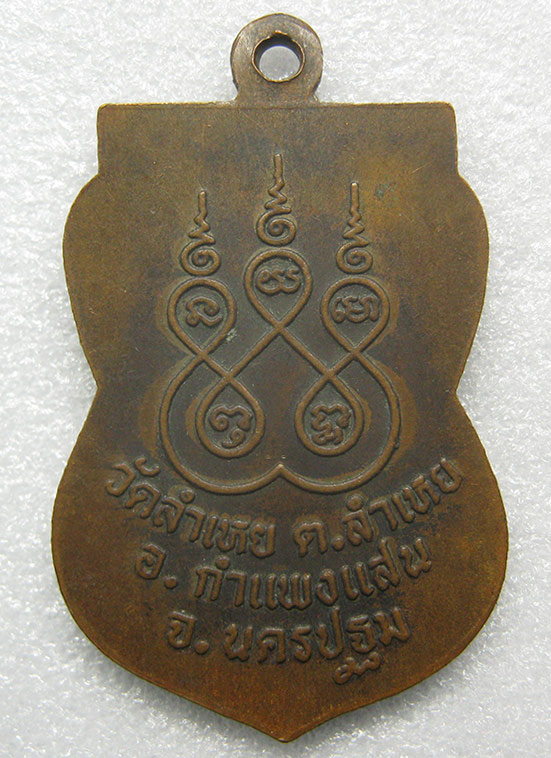 วัดลำเหย ต.ลำเหย
อ. กำแพงแสน
จ. นครปฐม